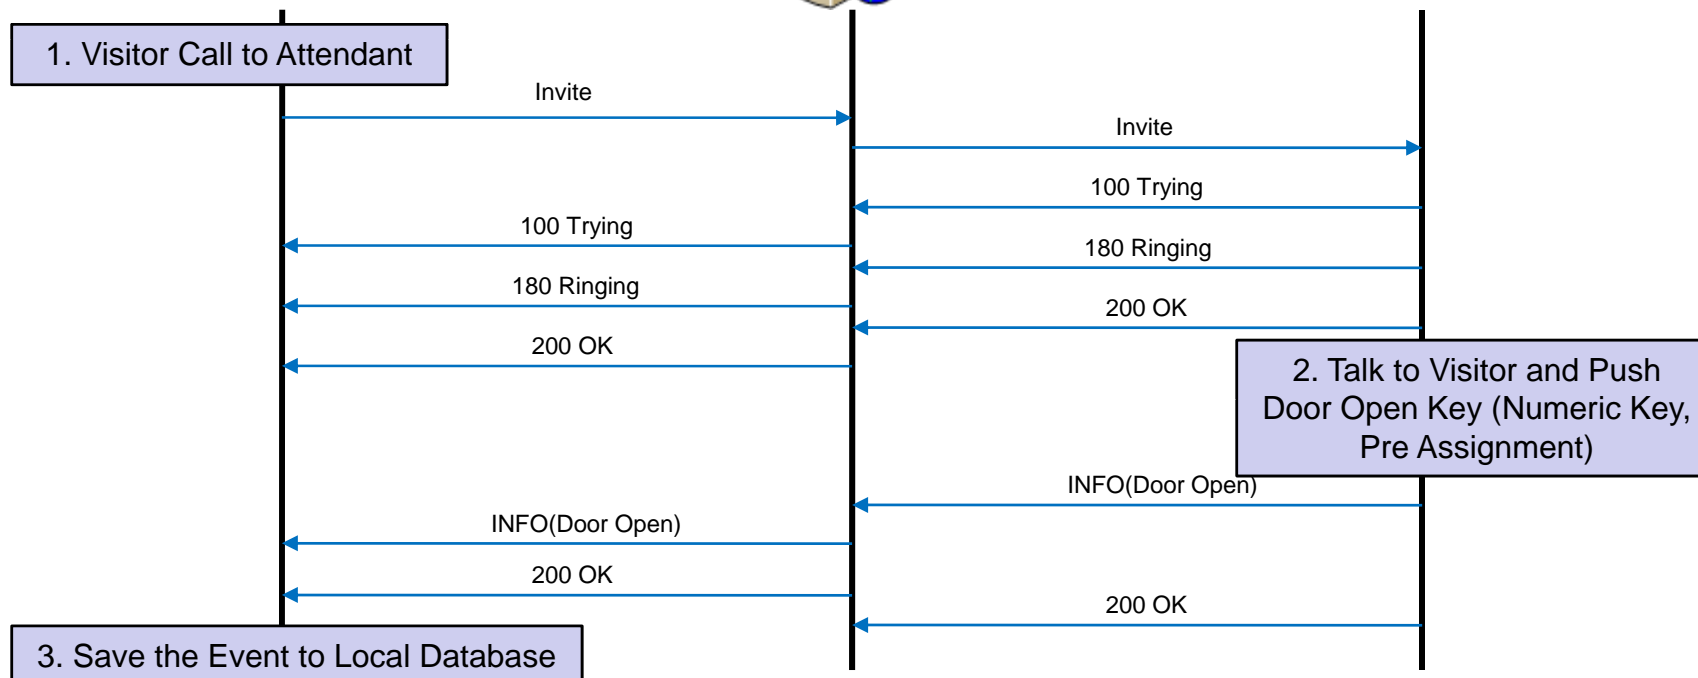 1. Visitor Call to Attendant
Invite
Invite
100 Trying
100 Trying
180 Ringing
180 Ringing
200 OK
200 OK
2. Talk to Visitor and Push
Door Open Key (Numeric Key,
Pre Assignment)
INFO(Door Open)
INFO(Door Open)
200 OK
200 OK
3. Save the Event to Local Database